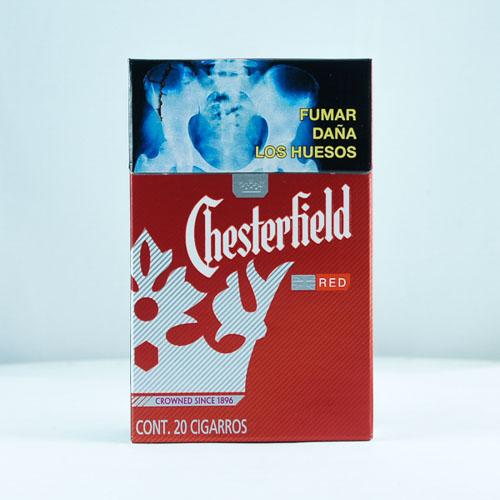 FUMAR
DAÑA
LOS HUESOS
Chesterfield
RED
CROWNED SINCE 1896
CONT. 20 CIGARROS